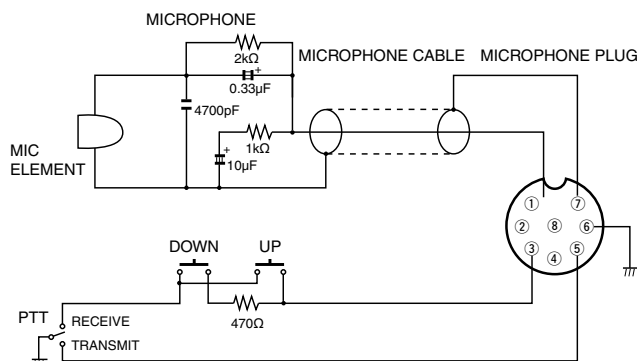 MICROPHONE
2kΩ
0.33µF
+
4700pF
MIC
ELEMENT
+
1kΩ
10µF
MICROPHONE CABLE
MICROPHONE PLUG
1
7
2
8
6
3
5
4
DOWN
UP
470Ω
PTT
RECEIVE
TRANSMIT